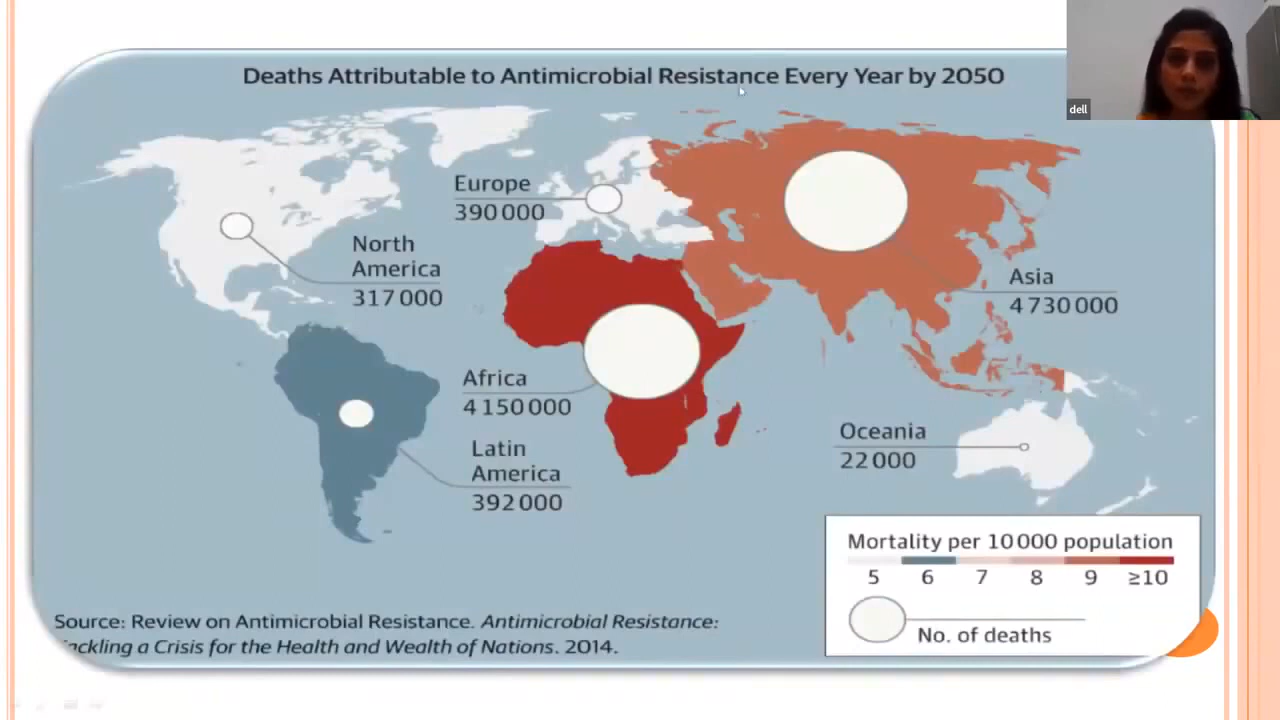 Deaths Attributable to Antimicrobial Resistance Every Year by 2050
dell
Europe
390 000
North
America
317 000
Asia
4 730 000
Africa
4 150 000
Latin
America
392 000
Oceania
22 000
Mortality per 10 000 population
5 6 7 8 9 ≥10
No. of deaths
Source: Review on Antimicrobial Resistance. Antimicrobial Resistance:
ackling a Crisis for the Health and Wealth of Nations. 2014.